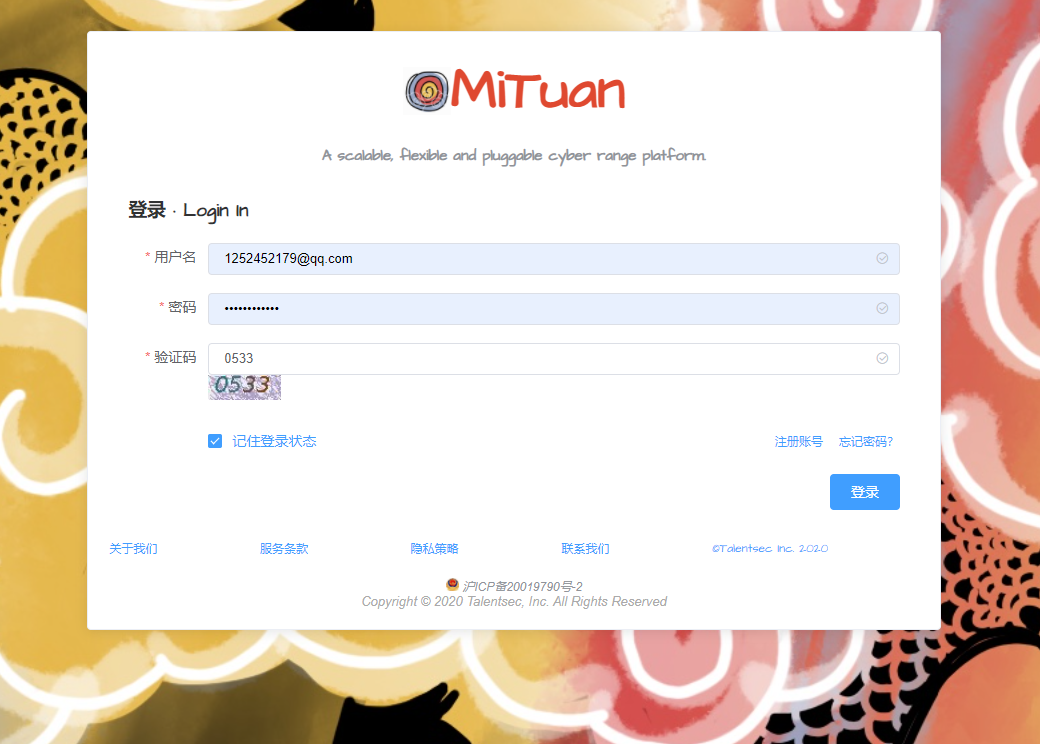 MiTuan
A scalable, flexible and pluggable cyber range platform.
登录 · Login In
* 用户名 1252452179@qq.com
* 密码 ••••••••••••
* 验证码 0533
0533
记住登录状态 注册账号 忘记密码?
登录
关于我们 服务条款 隐私策略 联系我们 ©Talentsec Inc. 2020
沪ICP备20019790号-2
Copyright © 2020 Talentsec, Inc. All Rights Reserved